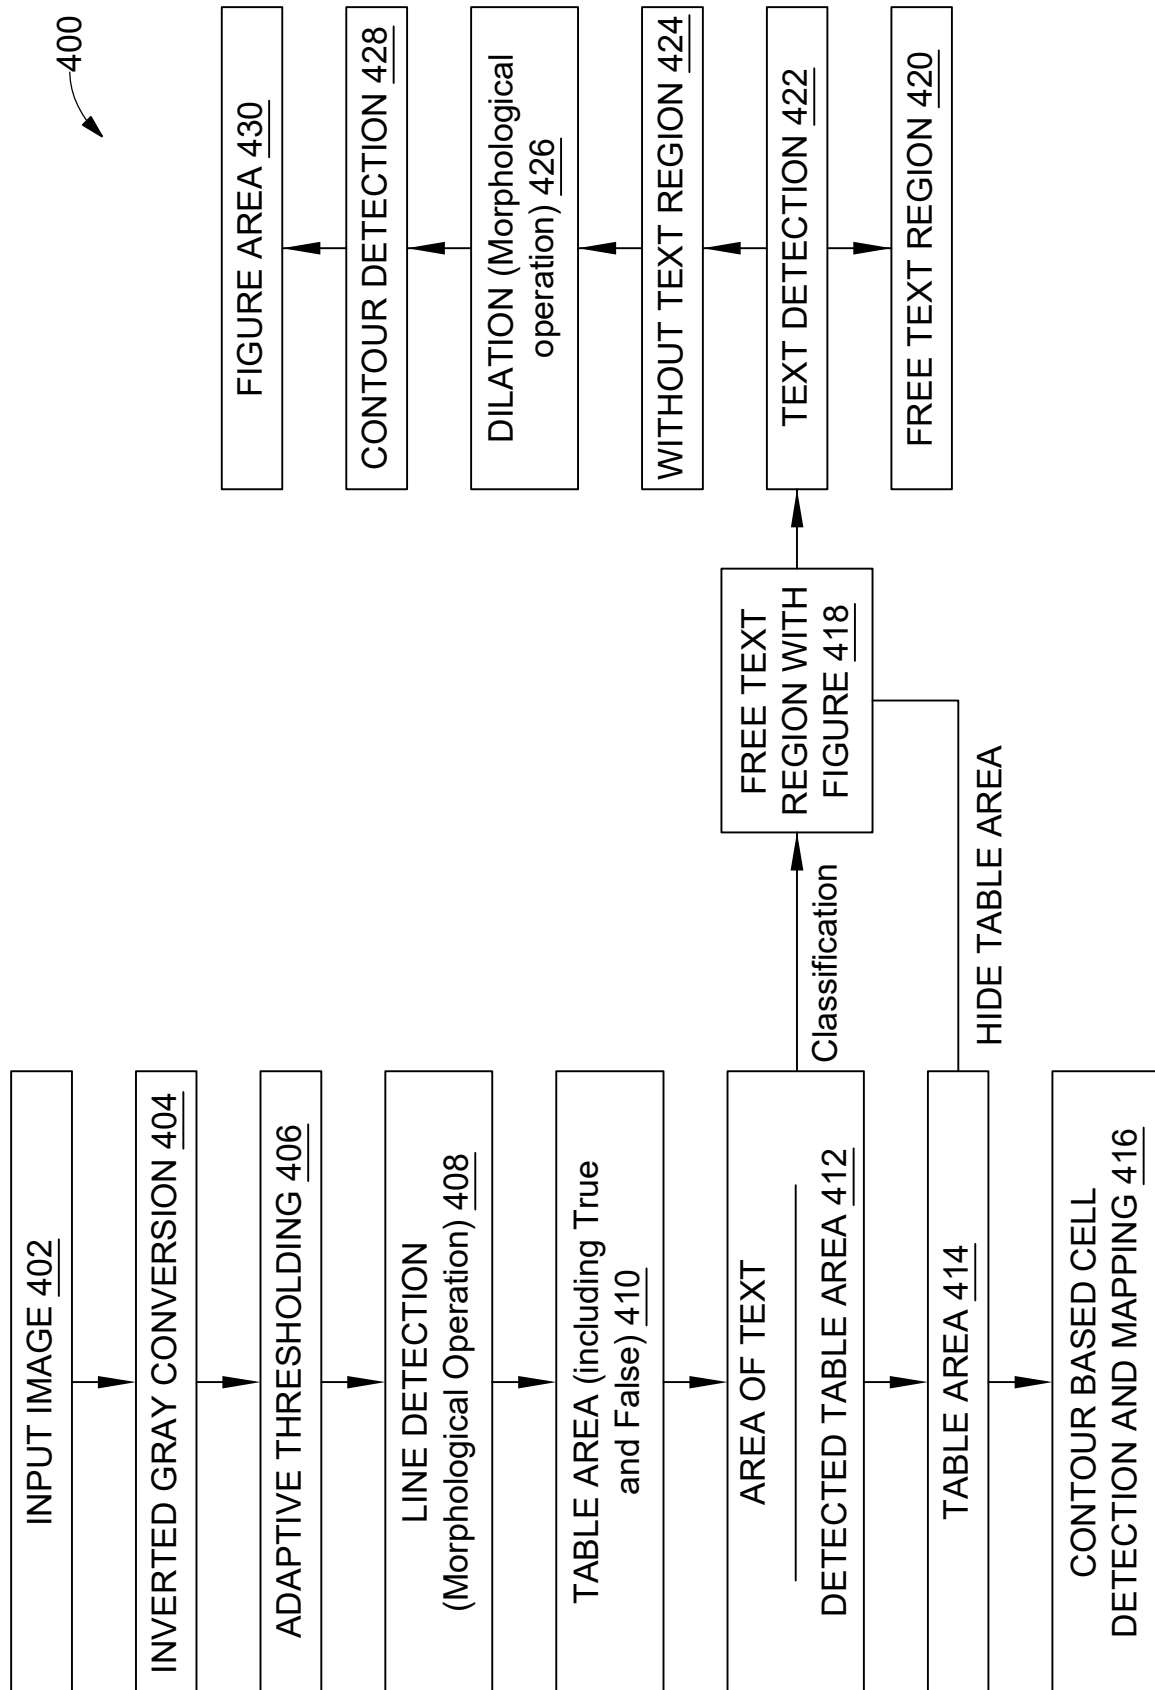 400
INPUT IMAGE 402
INVERTED GRAY CONVERSION 404
ADAPTIVE THRESHOLDING 406
LINE DETECTION
(Morphological Operation) 408
TABLE AREA (including True
and False) 410
AREA OF TEXT
DETECTED TABLE AREA 412
TABLE AREA 414
CONTOUR BASED CELL
DETECTION AND MAPPING 416
Classification
HIDE TABLE AREA
FREE TEXT
REGION WITH
FIGURE 418
FIGURE AREA 430
CONTOUR DETECTION 428
DILATION (Morphological
operation) 426
WITHOUT TEXT REGION 424
TEXT DETECTION 422
FREE TEXT REGION 420